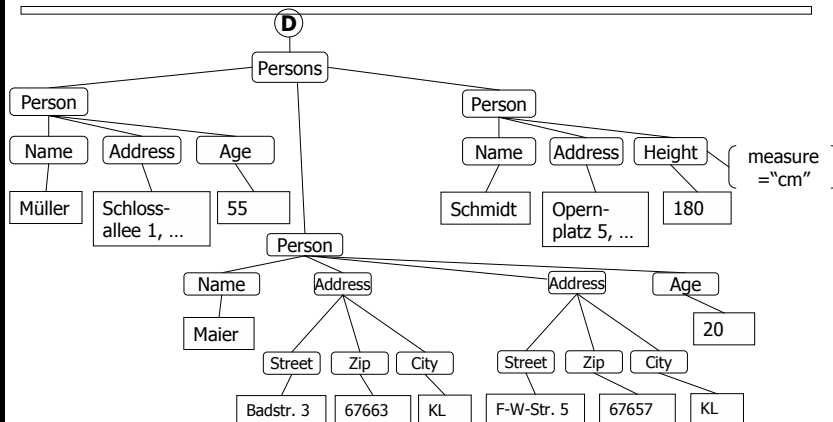 D
Persons
Person
Person
Name Address Age
Name Address Height
measure
="cm"
Müller
Schloss-
allee 1, ...
55
Schmidt
Opern-
platz 5, ...
180
Person
Name
Address
Address
Age
Maier
20
Street Zip City
Street Zip City
Badstr. 3
67663
KL
F-W-Str. 5
67657
KL